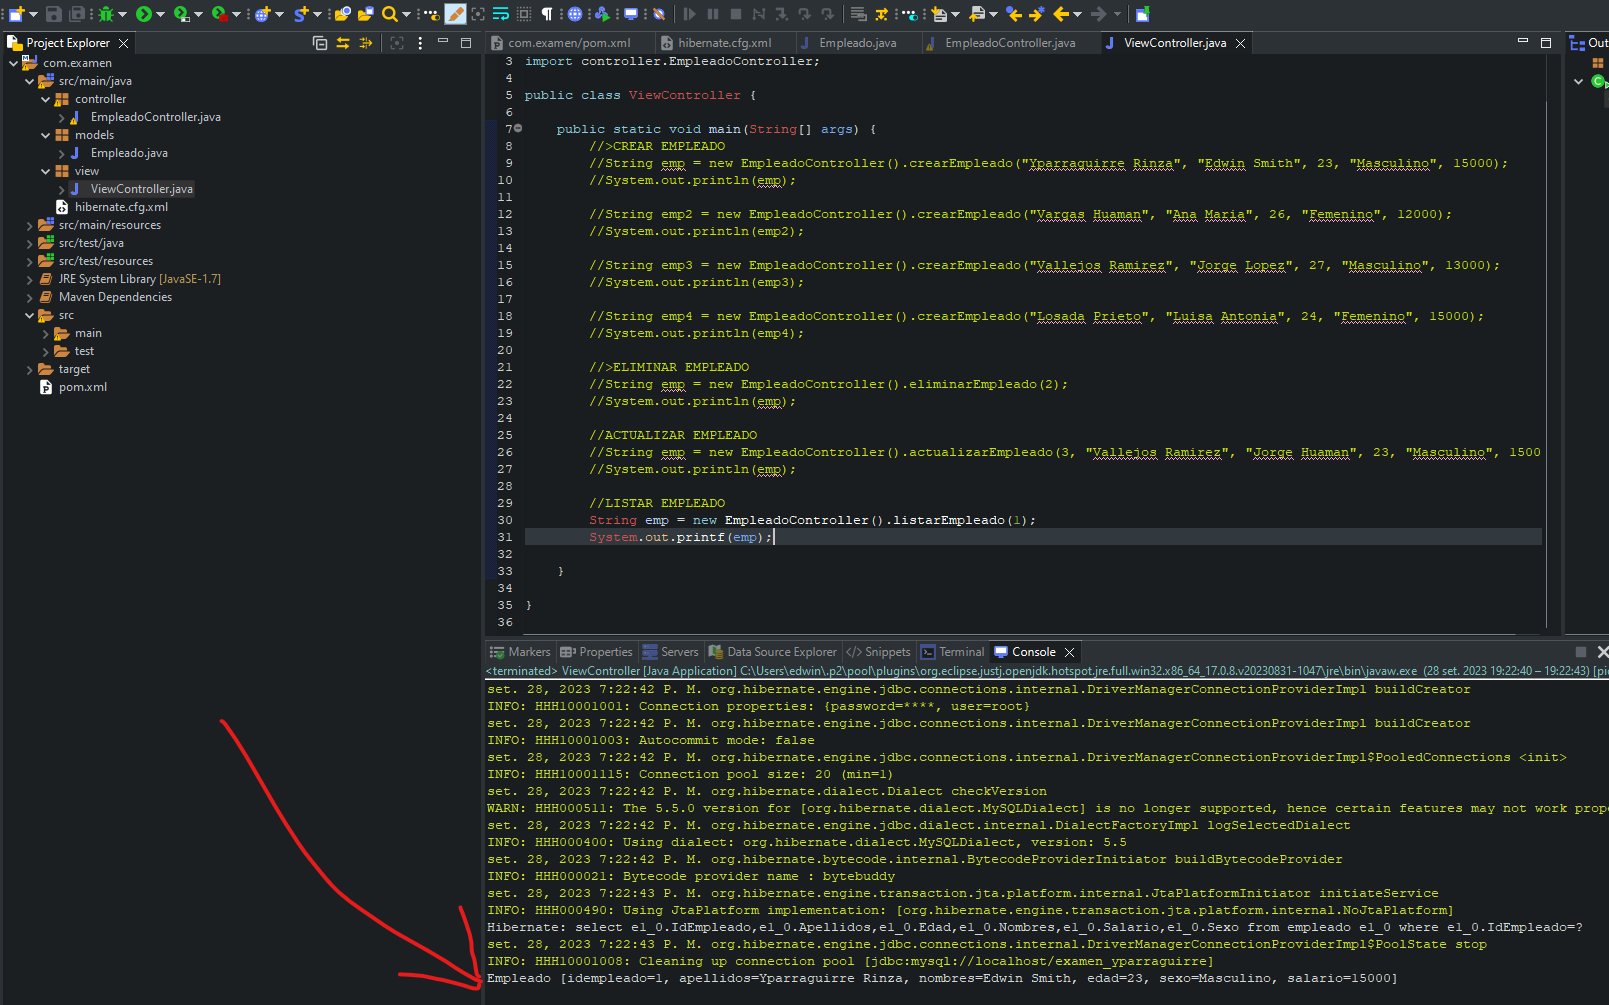 Project Explorer
com.examen
src/main/java
controller
EmpleadoController.java
models
Empleado.java
view
ViewController.java
hibernate.cfg.xml
src/main/resources
src/test/java
src/test/resources
JRE System Library [JavaSE-1.7]
Maven Dependencies
src
main
test
target
pom.xml
com.examen/pom.xml hibernate.cfg.xml Empleado.java EmpleadoController.java ViewController.java
3 import controller.EmpleadoController;
4
5 public class ViewController {
6
7 public static void main(String[] args) {
8 //>CREAR EMPLEADO
9 //String emp = new EmpleadoController().crearEmpleado("Yparraguirre Rinza", "Edwin Smith", 23, "Masculino", 15000);
10 //System.out.println(emp);
11
12 //String emp2 = new EmpleadoController().crearEmpleado("Vargas Huaman", "Ana Maria", 26, "Femenino", 12000);
13 //System.out.println(emp2);
14
15 //String emp3 = new EmpleadoController().crearEmpleado("Vallejos Ramirez", "Jorge Lopez", 27, "Masculino", 13000);
16 //System.out.println(emp3);
17
18 //String emp4 = new EmpleadoController().crearEmpleado("Losada Prieto", "Luisa Antonia", 24, "Femenino", 15000);
19 //System.out.println(emp4);
20
21 //>ELIMINAR EMPLEADO
22 //String emp = new EmpleadoController().eliminarEmpleado(2);
23 //System.out.println(emp);
24
25 //ACTUALIZAR EMPLEADO
26 //String emp = new EmpleadoController().actualizarEmpleado(3, "Vallejos Ramirez", "Jorge Huaman", 23, "Masculino", 1500
27 //System.out.println(emp);
28
29 //LISTAR EMPLEADO
30 String emp = new EmpleadoController().listarEmpleado(1);
31 System.out.printf(emp);
32
33 }
34
35 }
36
Out
Markers Properties Servers Data Source Explorer Snippets Terminal Console
<terminated> ViewController [Java Application] C:\Users\edwin\.p2\pool\plugins\org.eclipse.justj.openjdk.hotspot.jre.full.win32.x86_64_17.0.8.v20230831-1047\jre\bin\javaw.exe (28 set. 2023 19:22:40 – 19:22:43) [pi
set. 28, 2023 7:22:42 P. M. org.hibernate.engine.jdbc.connections.internal.DriverManagerConnectionProviderImpl buildCreator
INFO: HHH10001001: Connection properties: {password=****, user=root}
set. 28, 2023 7:22:42 P. M. org.hibernate.engine.jdbc.connections.internal.DriverManagerConnectionProviderImpl buildCreator
INFO: HHH10001003: Autocommit mode: false
set. 28, 2023 7:22:42 P. M. org.hibernate.engine.jdbc.connections.internal.DriverManagerConnectionProviderImpl$PooledConnections <init>
INFO: HHH10001115: Connection pool size: 20 (min=1)
set. 28, 2023 7:22:42 P. M. org.hibernate.dialect.Dialect checkVersion
WARN: HHH000511: The 5.5.0 version for [org.hibernate.dialect.MySQLDialect] is no longer supported, hence certain features may not work prop
set. 28, 2023 7:22:42 P. M. org.hibernate.engine.jdbc.dialect.internal.DialectFactoryImpl logSelectedDialect
INFO: HHH000400: Using dialect: org.hibernate.dialect.MySQLDialect, version: 5.5
set. 28, 2023 7:22:42 P. M. org.hibernate.bytecode.internal.BytecodeProviderInitiator buildBytecodeProvider
INFO: HHH000021: Bytecode provider name : bytebuddy
set. 28, 2023 7:22:43 P. M. org.hibernate.engine.transaction.jta.platform.internal.JtaPlatformInitiator initiateService
INFO: HHH000490: Using JtaPlatform implementation: [org.hibernate.engine.transaction.jta.platform.internal.NoJtaPlatform]
Hibernate: select e1_0.IdEmpleado,e1_0.Apellidos,e1_0.Edad,e1_0.Nombres,e1_0.Salario,e1_0.Sexo from empleado e1_0 where e1_0.IdEmpleado=?
set. 28, 2023 7:22:43 P. M. org.hibernate.engine.jdbc.connections.internal.DriverManagerConnectionProviderImpl$PoolState stop
INFO: HHH10001008: Cleaning up connection pool [jdbc:mysql://localhost/examen_yparraguirre]
Empleado [idempleado=1, apellidos=Yparraguirre Rinza, nombres=Edwin Smith, edad=23, sexo=Masculino, salario=15000]